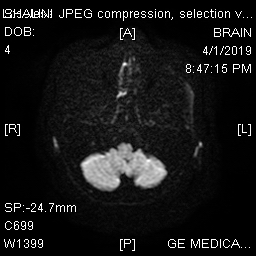 JPEG compression, selection v...
DOB:
[A]
BRAIN
4
4/1/2019
8:47:15 PM
[R]
[L]
SP:-24.7mm
C699
W1399
[P]
GE MEDICA...